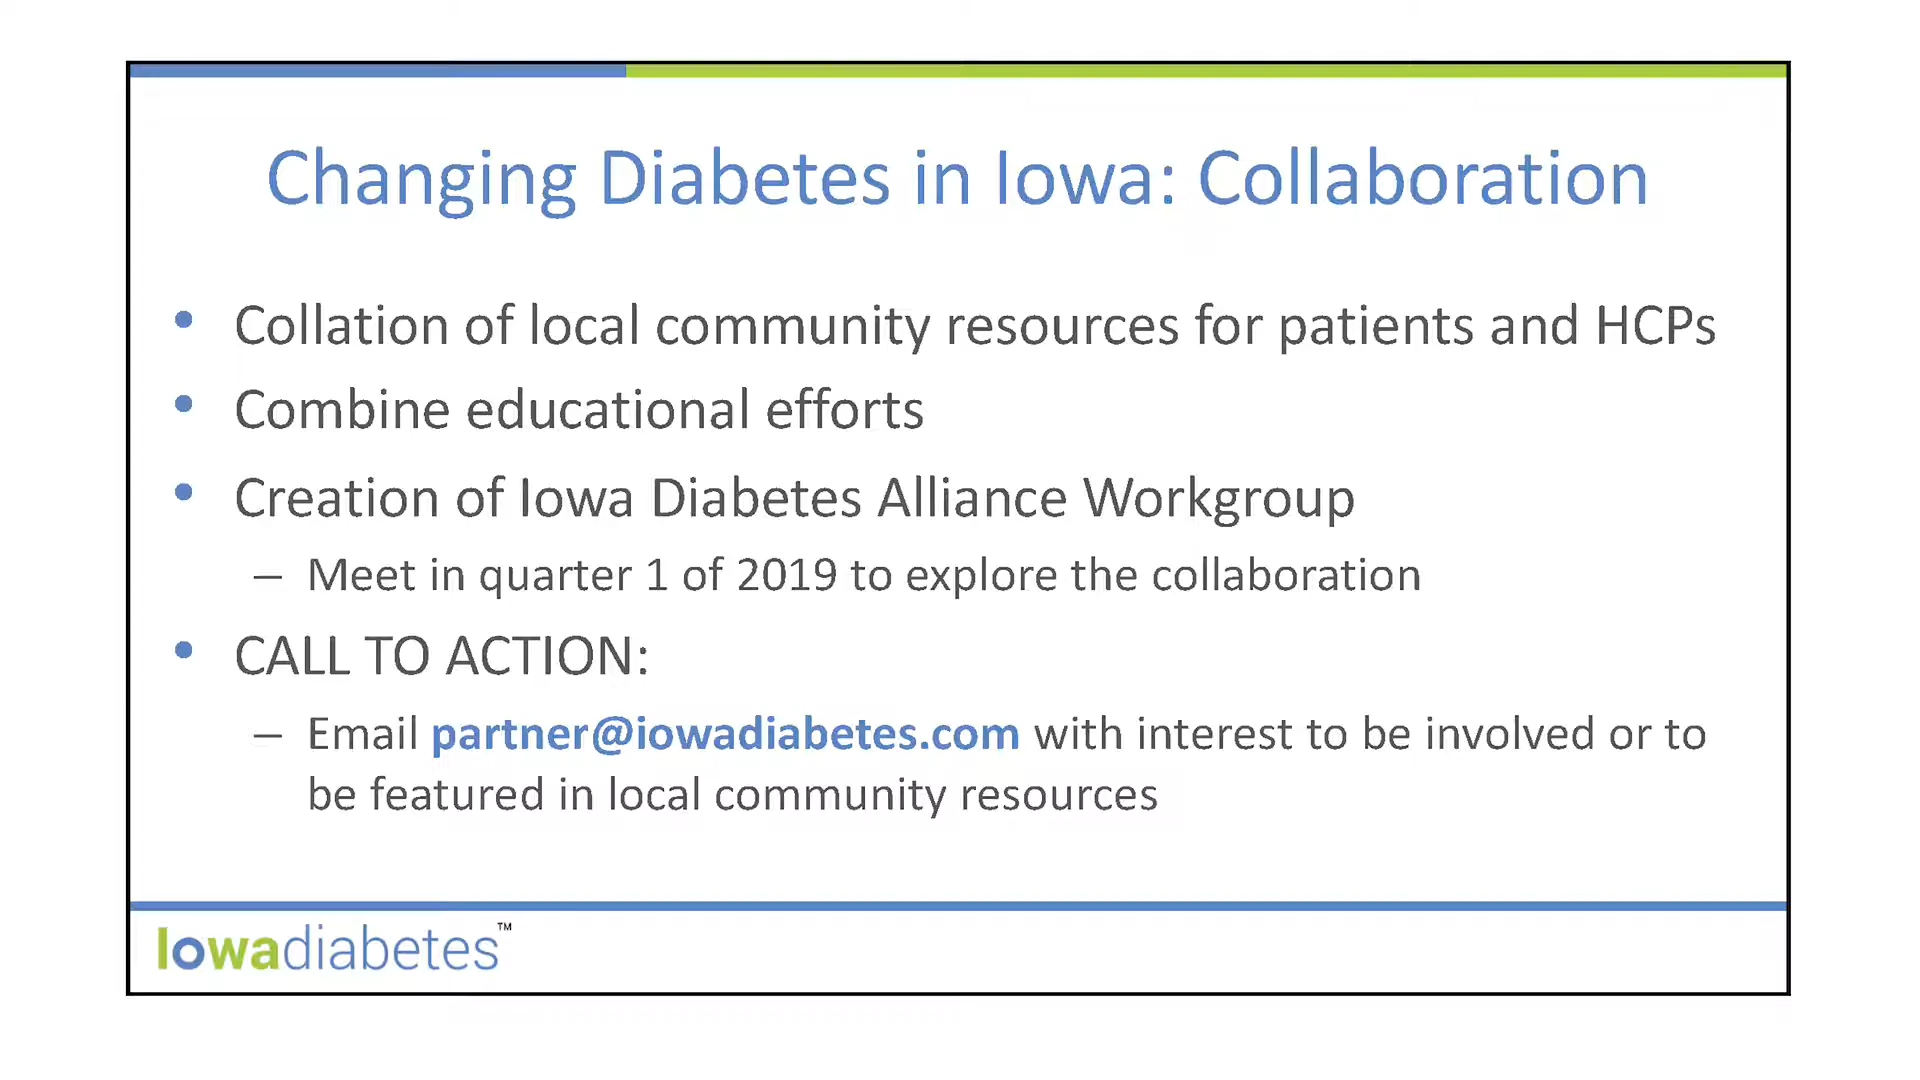 Changing Diabetes in Iowa: Collaboration
• Collation of local community resources for patients and HCPs
• Combine educational efforts
• Creation of Iowa Diabetes Alliance Workgroup
– Meet in quarter 1 of 2019 to explore the collaboration
• CALL TO ACTION:
– Email partner@iowadiabetes.com with interest to be involved or to
be featured in local community resources
Iowadiabetes™